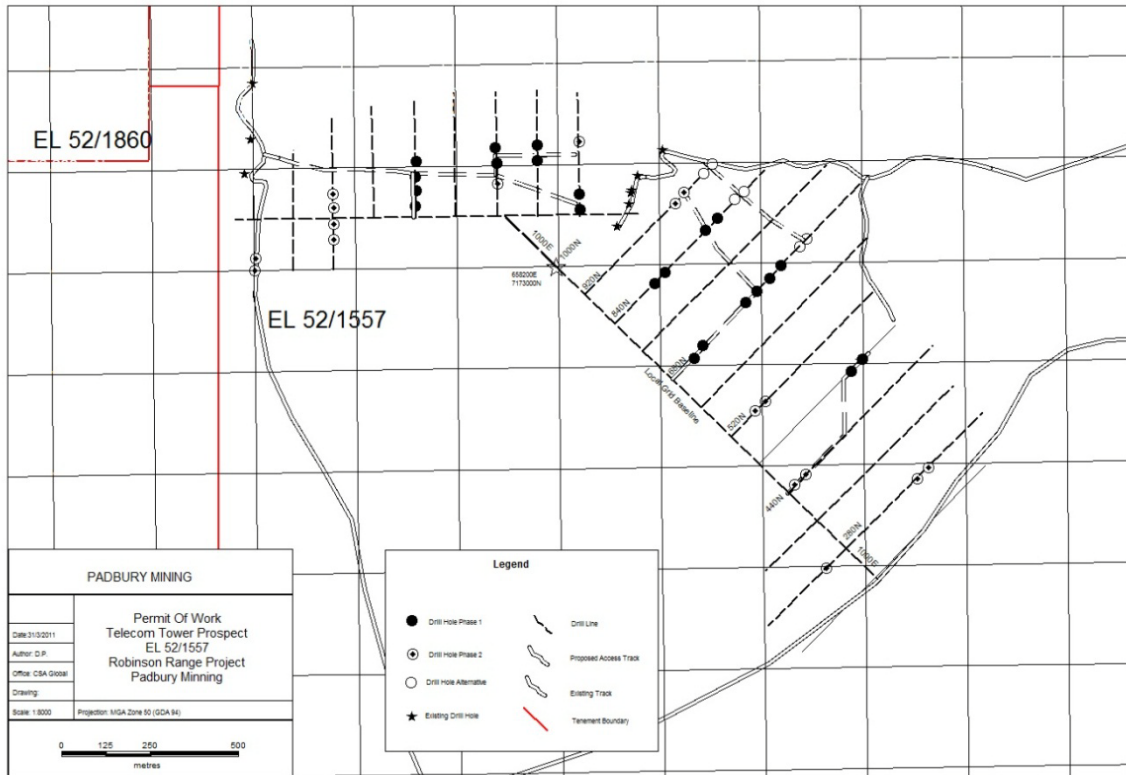 EL 52/1860
EL 52/1557
1000E
1000N
658200E
7173000N
920N
840N
680N
Local Grid Baseline
520N
440N
280N
1000E
PADBURY MINING
Permit Of Work
Telecom Tower Prospect
EL 52/1557
Robinson Range Project
Padbury Minning
Date:31/3/2011
Author: D.P.
Office: CSA Global
Drawing:
Scale: 1:8000
Projection: MGA Zone 50 (GDA 94)
0 125 250 500
metres
Legend
Drill Hole Phase 1
Drill Hole Phase 2
Drill Hole Alternative
Existing Drill Hole
Drill Line
Proposed Access Track
Existing Track
Tenement Boundary